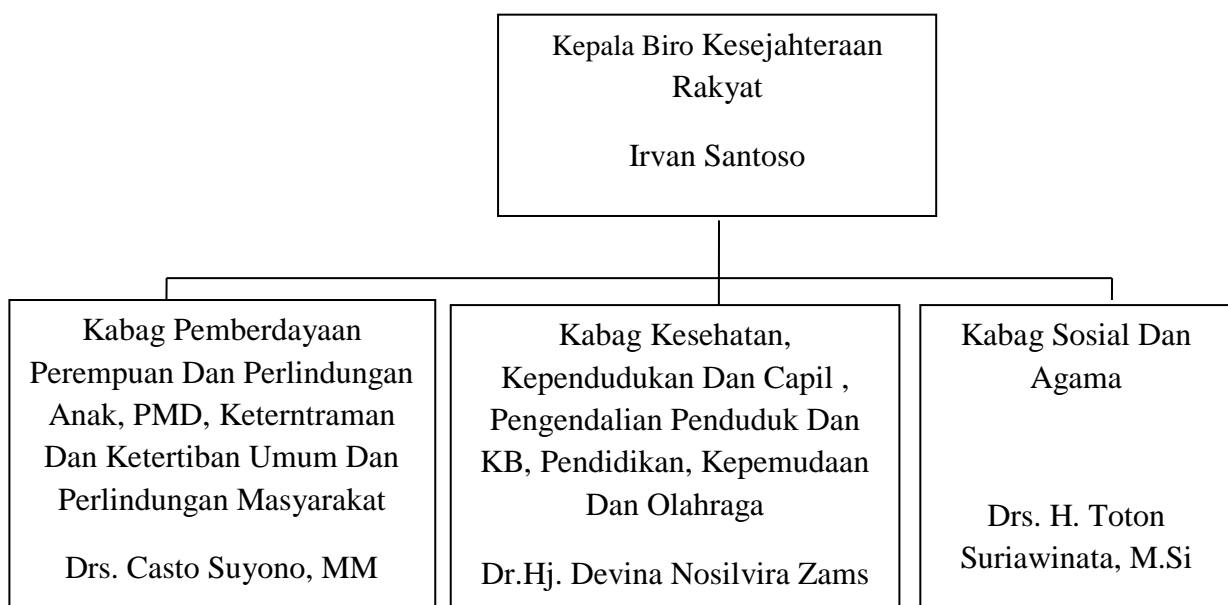 Kepala Biro Kesejahteraan
Rakyat
Irvan Santoso
Kabag Pemberdayaan
Perempuan Dan Perlindungan
Anak, PMD, Keterntraman
Dan Ketertiban Umum Dan
Perlindungan Masyarakat
Drs. Casto Suyono, MM
Kabag Kesehatan,
Kependudukan Dan Capil ,
Pengendalian Penduduk Dan
KB, Pendidikan, Kepemudaan
Dan Olahraga
Dr.Hj. Devina Nosilvira Zams
Kabag Sosial Dan
Agama
Drs. H. Toton
Suriawinata, M.Si